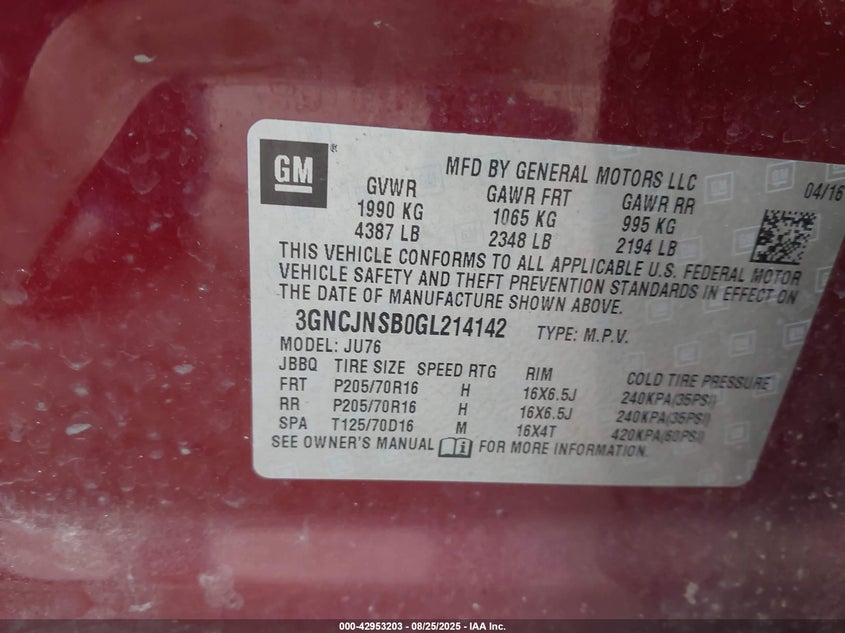 GM
MFD BY GENERAL MOTORS LLC
04/16
GVWR GAWR FRT GAWR RR
1990 KG 1065 KG 995 KG
4387 LB 2348 LB 2194 LB
THIS VEHICLE CONFORMS TO ALL APPLICABLE U.S. FEDERAL MOTOR
VEHICLE SAFETY AND THEFT PREVENTION STANDARDS IN EFFECT ON
THE DATE OF MANUFACTURE SHOWN ABOVE.
3GNCJNSB0GL214142 TYPE: M.P.V.
MODEL: JU76
JBBQ TIRE SIZE SPEED RTG RIM COLD TIRE PRESSURE
FRT P205/70R16 H 16X6.5J 240KPA(35PSI)
RR P205/70R16 H 16X6.5J 240KPA(35PSI)
SPA T125/70D16 M 16X4T 420KPA(60PSI)
SEE OWNER'S MANUAL FOR MORE INFORMATION.
000-42953203 - 08/25/2025 - IAA Inc.